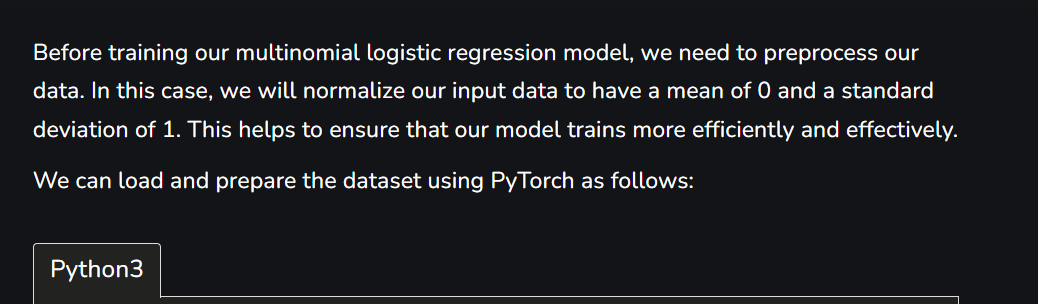 Before training our multinomial logistic regression model, we need to preprocess our
data. In this case, we will normalize our input data to have a mean of 0 and a standard
deviation of 1. This helps to ensure that our model trains more efficiently and effectively.
We can load and prepare the dataset using PyTorch as follows:
Python3